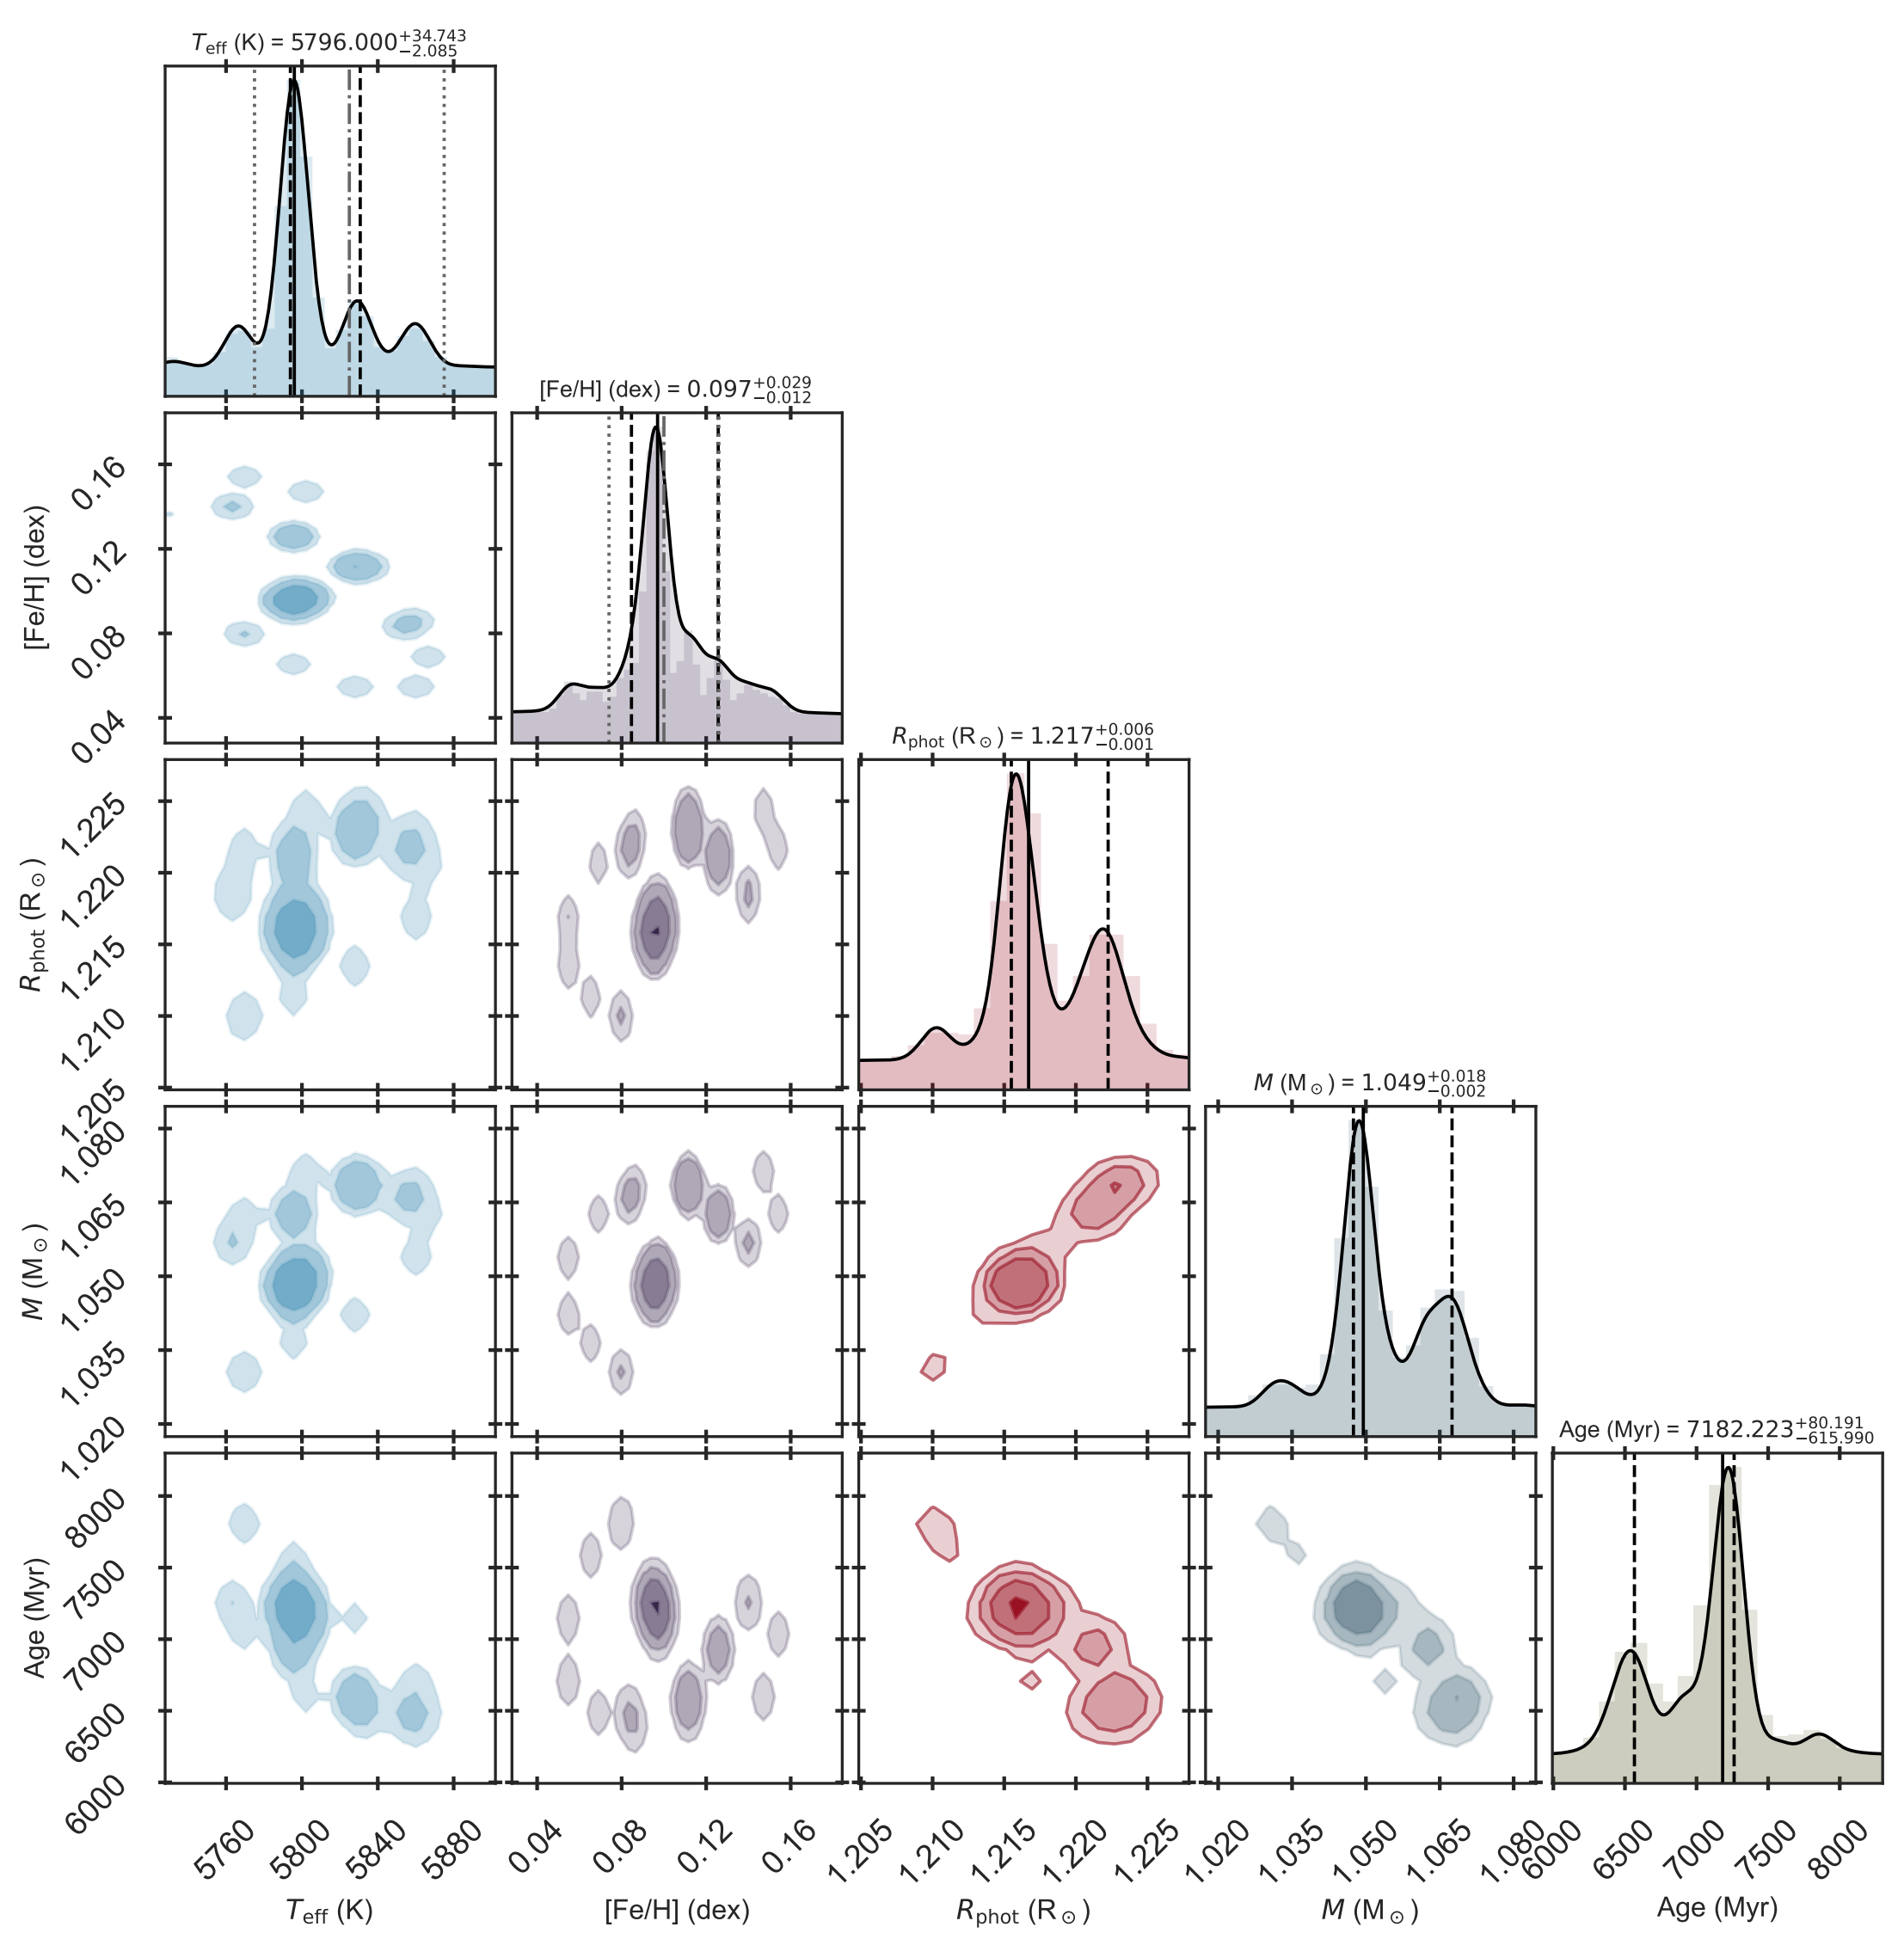 T_eff (K) = 5796.000 +34.743 −2.085
[Fe/H] (dex) = 0.097 +0.029 −0.012
[Fe/H] (dex)
0.16
0.12
0.08
0.04
R_phot (R⊙) = 1.217 +0.006 −0.001
R_phot (R⊙)
1.225
1.220
1.215
1.210
1.205
M (M⊙) = 1.049 +0.018 −0.002
M (M⊙)
1.080
1.065
1.050
1.035
1.020
Age (Myr) = 7182.223 +80.191 −615.990
Age (Myr)
8000
7500
7000
6500
6000
5760 5800 5840 5880
0.04 0.08 0.12 0.16
1.205 1.210 1.215 1.220 1.225
1.020 1.035 1.050 1.065 1.080
6000 6500 7000 7500 8000
T_eff (K)
[Fe/H] (dex)
R_phot (R⊙)
M (M⊙)
Age (Myr)